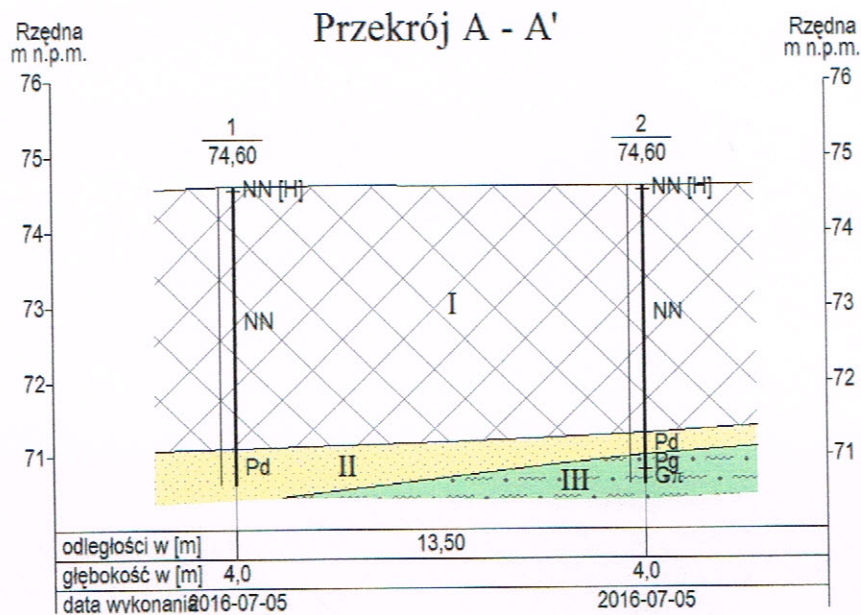 Przekrój A - A'
Rzędna
m n.p.m.
Rzędna
m n.p.m.
76
76
1
74,60
2
74,60
75
75
NN [H]
NN [H]
74
74
73
I
73
NN
NN
72
72
71
Pd
II
Pd
71
Pg
III
Gπ
odległości w [m]
13,50
głębokość w [m]
4,0
4,0
data wykonania
2016-07-05
2016-07-05